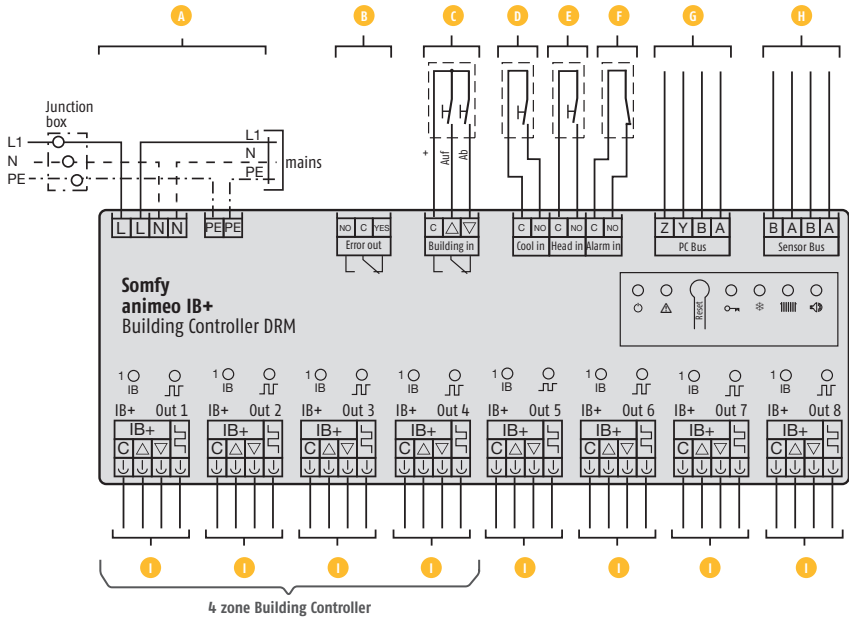 A B C D E F G H
Junction
box
L1
N
PE
L1
N
PE
mains
+
Auf
Ab
L L N N PE PE NO C YES C C NO C NO C NO Z Y B A B A B A
Error out Building in Cool in Head in Alarm in PC Bus Sensor Bus
Somfy
animeo IB+
Building Controller DRM
Reset
1 1 1 1 1 1 1 1
IB IB IB IB IB IB IB IB
IB+ Out 1 IB+ Out 2 IB+ Out 3 IB+ Out 4 IB+ Out 5 IB+ Out 6 IB+ Out 7 IB+ Out 8
IB+ IB+ IB+ IB+ IB+ IB+ IB+ IB+
C C C C C C C C
I I I I I I I I
4 zone Building Controller